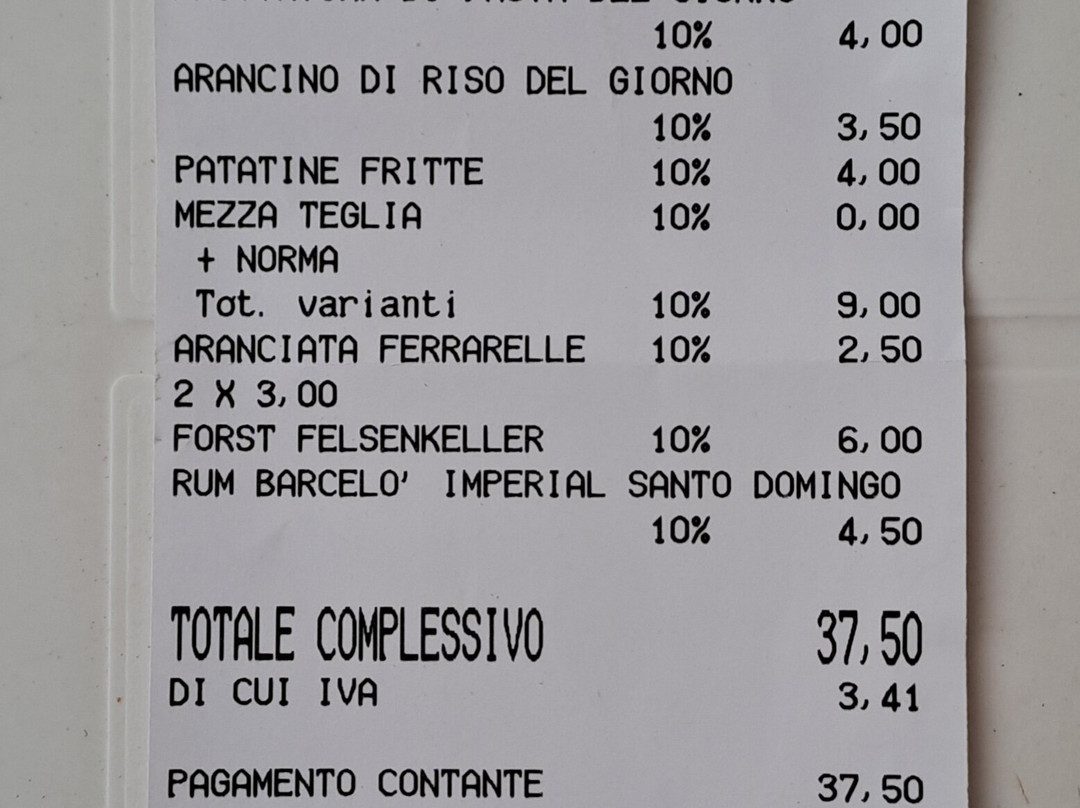 10% 4,00
ARANCINO DI RISO DEL GIORNO
10% 3,50
PATATINE FRITTE 10% 4,00
MEZZA TEGLIA 10% 0,00
+ NORMA
Tot. varianti 10% 9,00
ARANCIATA FERRARELLE 10% 2,50
2 X 3,00
FORST FELSENKELLER 10% 6,00
RUM BARCELO' IMPERIAL SANTO DOMINGO
10% 4,50
TOTALE COMPLESSIVO 37,50
DI CUI IVA 3,41
PAGAMENTO CONTANTE 37,50